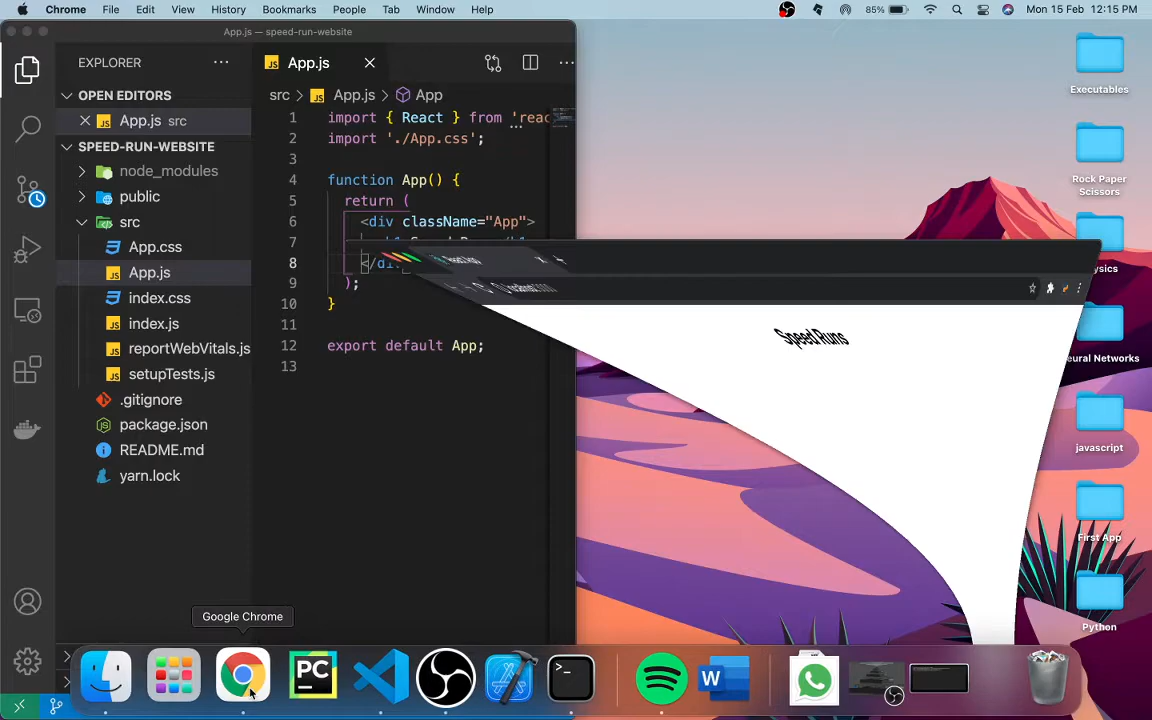 Chrome File Edit View History Bookmarks People Tab Window Help 85% Mon 15 Feb 12:15 PM
App.js — speed-run-website
EXPLORER
OPEN EDITORS
App.js src
SPEED-RUN-WEBSITE
node_modules
public
src
App.css
App.js
index.css
index.js
reportWebVitals.js
setupTests.js
.gitignore
package.json
README.md
yarn.lock
App.js
src > App.js > App
1 import { React } from 'reac
2 import './App.css';
3
4 function App() {
5 return (
6 <div className="App">
7
8 </di
9 );
10 }
11
12 export default App;
13
Speed Runs
Executables
Rock Paper
Scissors
ysics
eural Networks
javascript
First App
Python
Google Chrome
PC
W